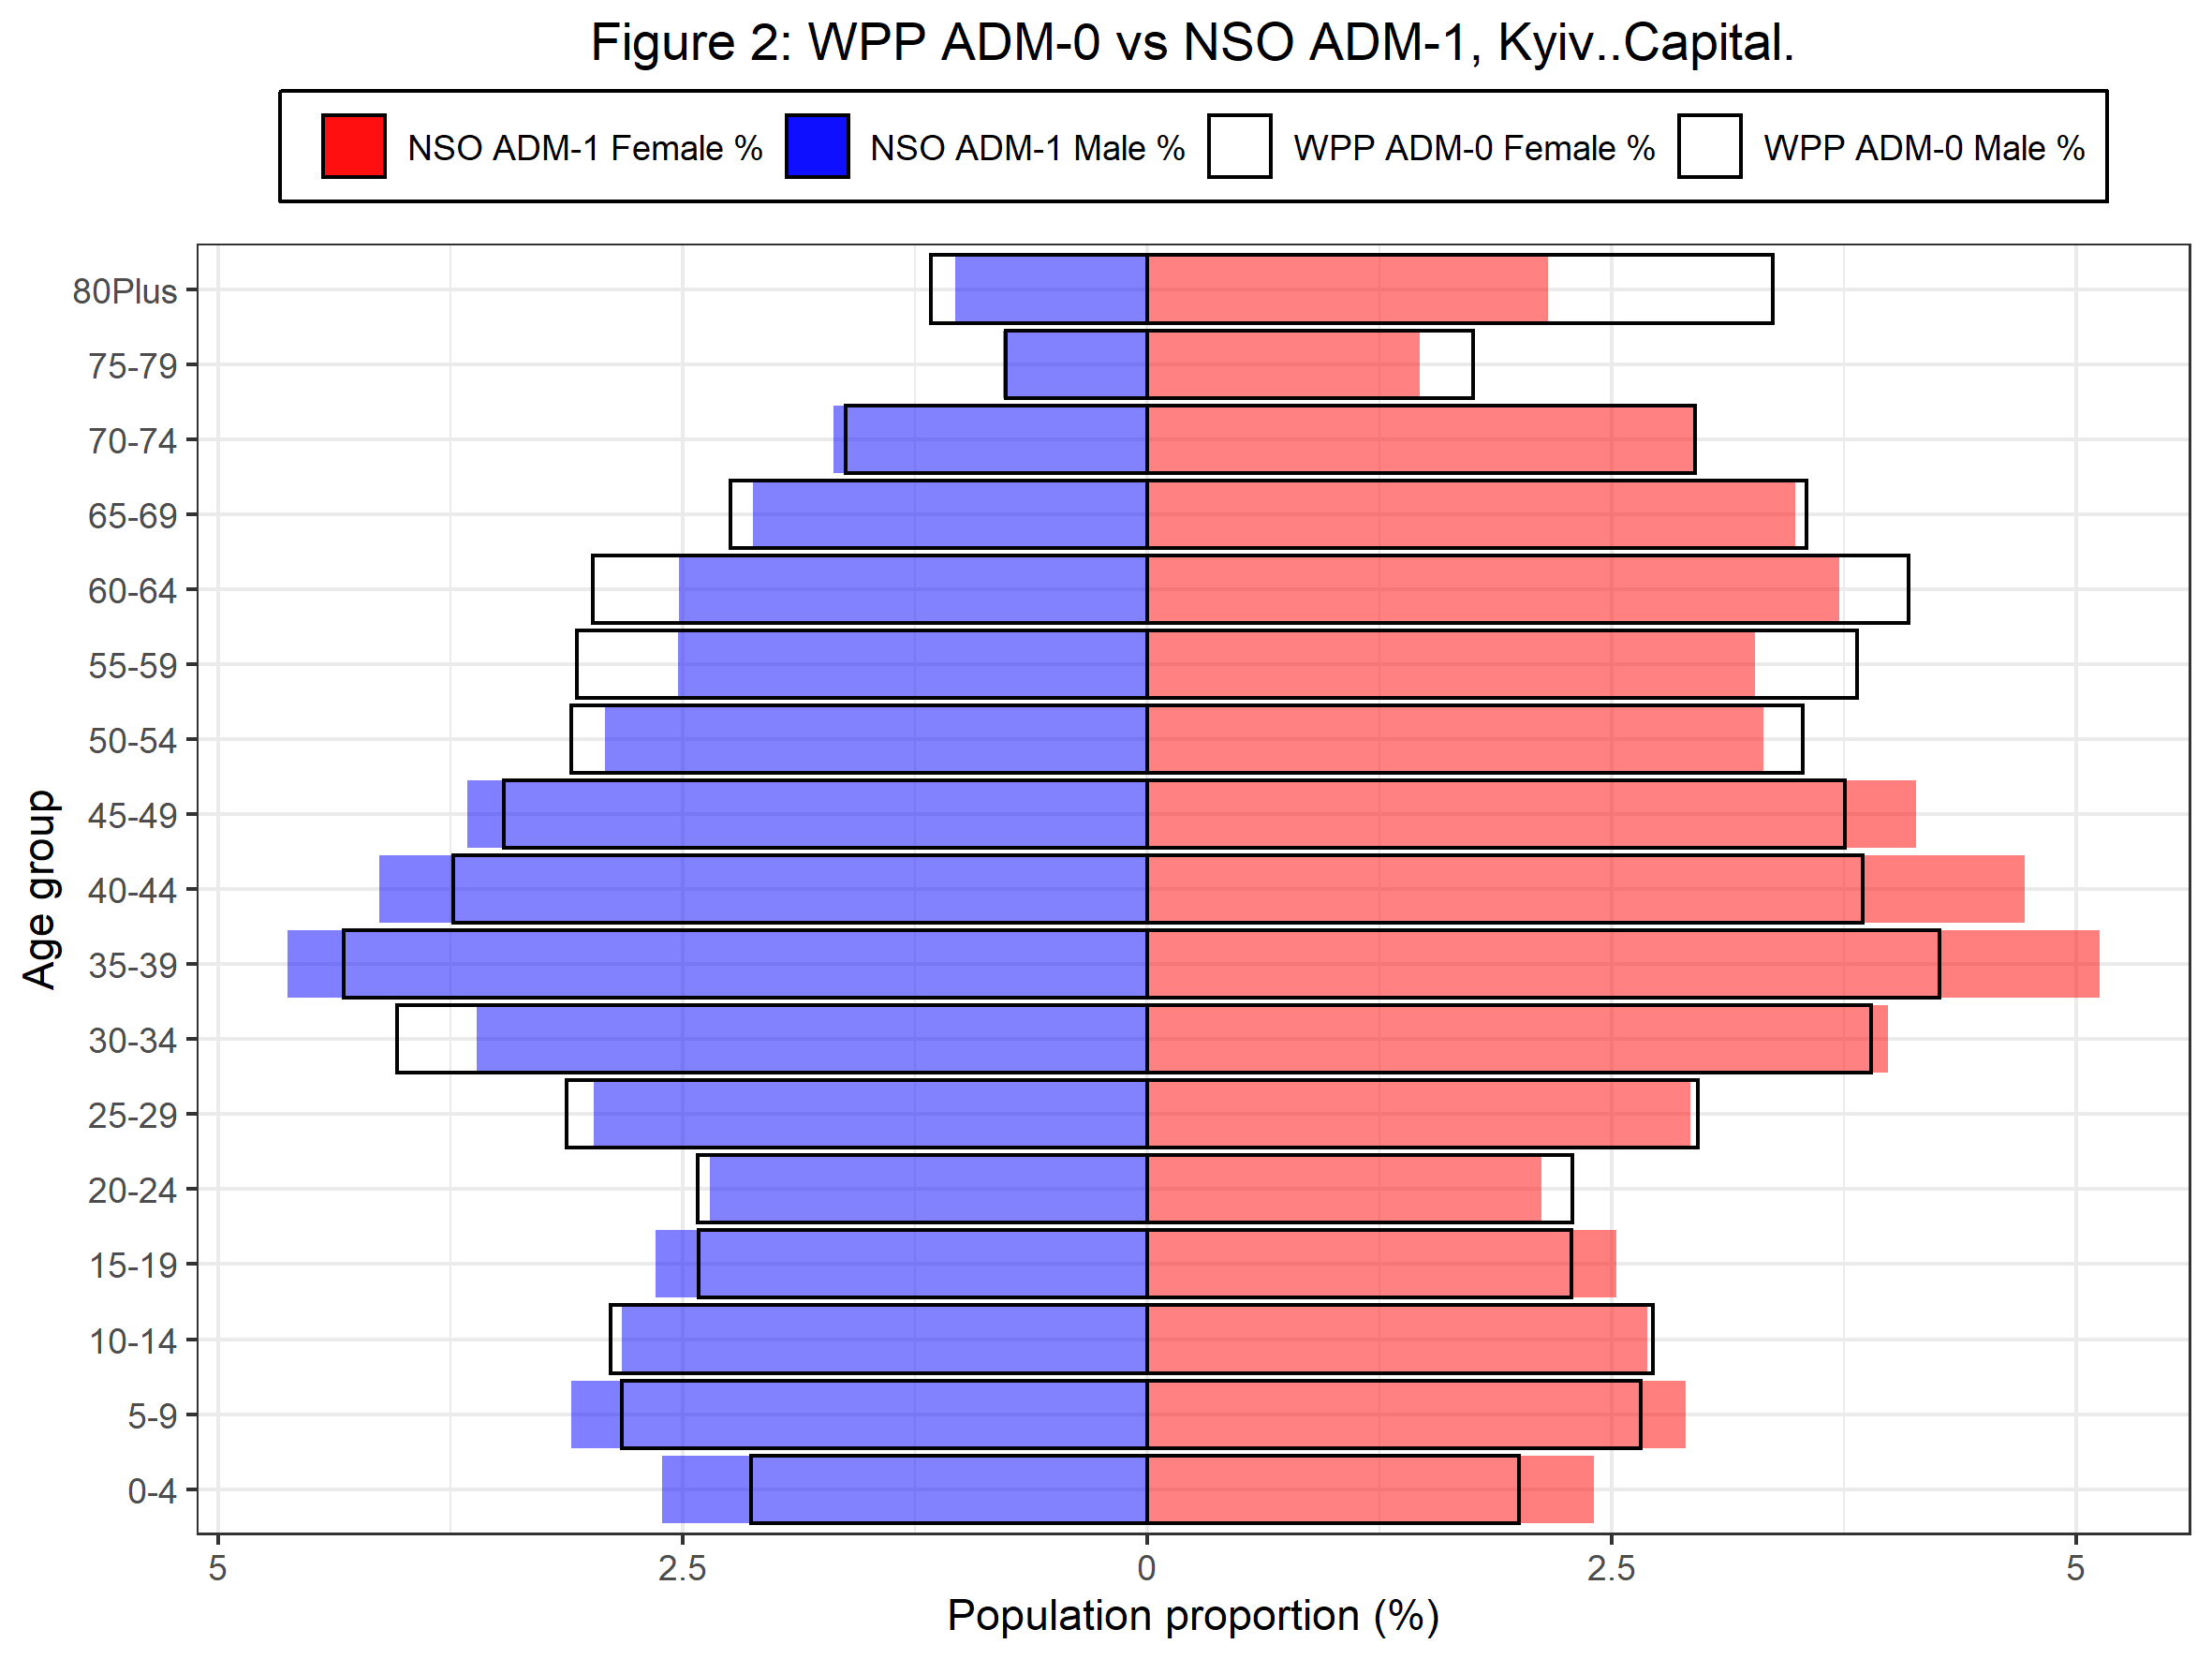 Figure 2: WPP ADM-0 vs NSO ADM-1, Kyiv..Capital.
NSO ADM-1 Female % NSO ADM-1 Male % WPP ADM-0 Female % WPP ADM-0 Male %
80Plus
75-79
70-74
65-69
60-64
55-59
50-54
45-49
40-44
35-39
30-34
25-29
20-24
15-19
10-14
5-9
0-4
Age group
5 2.5 0 2.5 5
Population proportion (%)